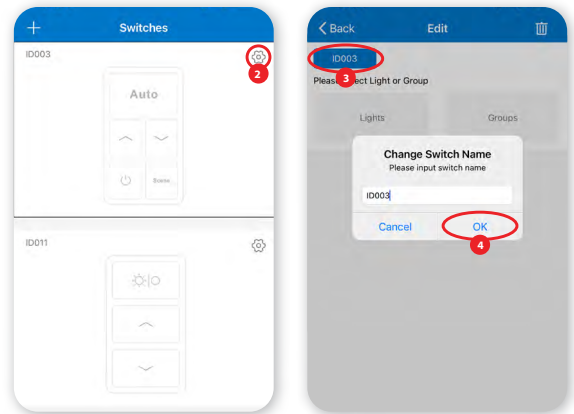 Switches
ID003
2
Auto
Scene
ID011
Back
Edit
ID003
3
Please Select Light or Group
Lights
Groups
Change Switch Name
Please input switch name
ID003
Cancel
OK
4